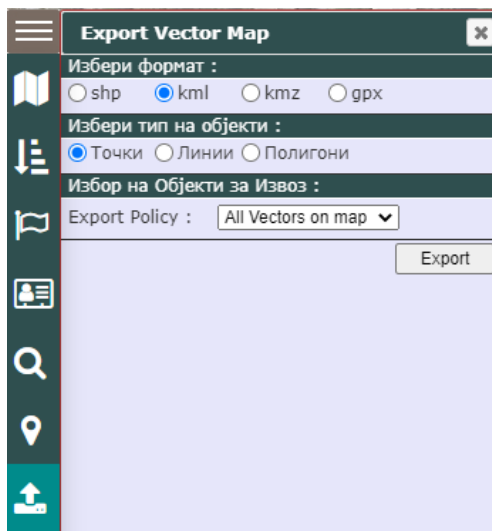 Export Vector Map
Избери формат :
shp kml kmz gpx
Избери тип на објекти :
Точки Линии Полигони
Избор на Објекти за Извоз :
Export Policy : All Vectors on map
Export